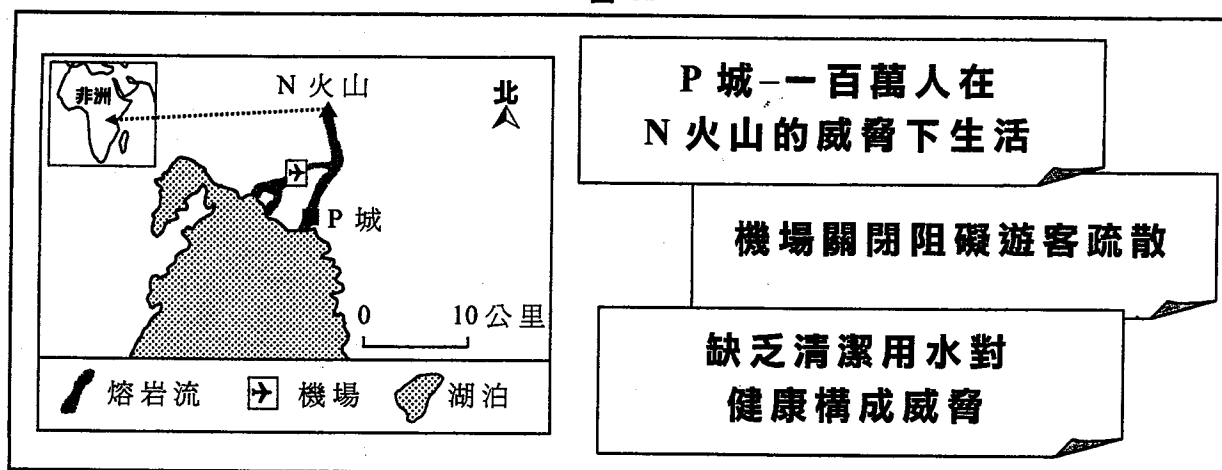 非洲
N 火山
北
P 城
0 10 公里
熔岩流 機場 湖泊
P 城–一百萬人在
N 火山的威脅下生活
機場關閉阻礙遊客疏散
缺乏清潔用水對
健康構成威脅